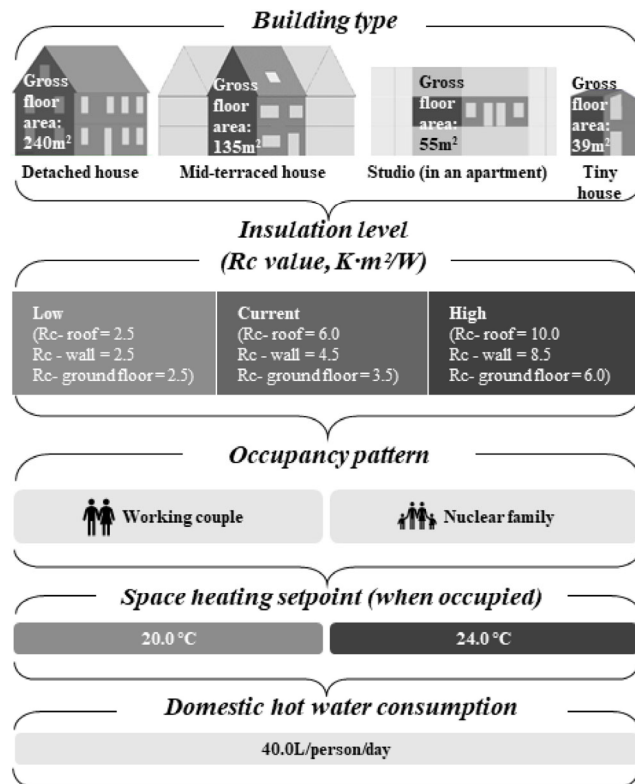 Building type
Gross
floor
area:
240m²
Gross
floor
area:
135m²
Gross
floor
area:
55m²
Gross
floor
area:
39m²
Detached house
Mid-terraced house
Studio (in an apartment)
Tiny
house
Insulation level
(Rc value, K·m²/W)
Low
(Rc- roof = 2.5
Rc - wall = 2.5
Rc- ground floor = 2.5)
Current
(Rc- roof = 6.0
Rc - wall = 4.5
Rc- ground floor = 3.5)
High
(Rc- roof = 10.0
Rc - wall = 8.5
Rc- ground floor = 6.0)
Occupancy pattern
Working couple
Nuclear family
Space heating setpoint (when occupied)
20.0 °C
24.0 °C
Domestic hot water consumption
40.0L/person/day